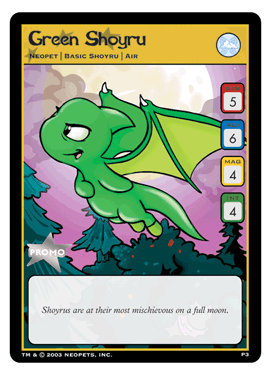 Green Shoyru
Neopet | Basic Shoyru | Air
5
6
MAG
4
INT
4
PROMO
Shoyrus are at their most mischievous on a full moon.
TM & © 2003 NEOPETS, INC.
P3